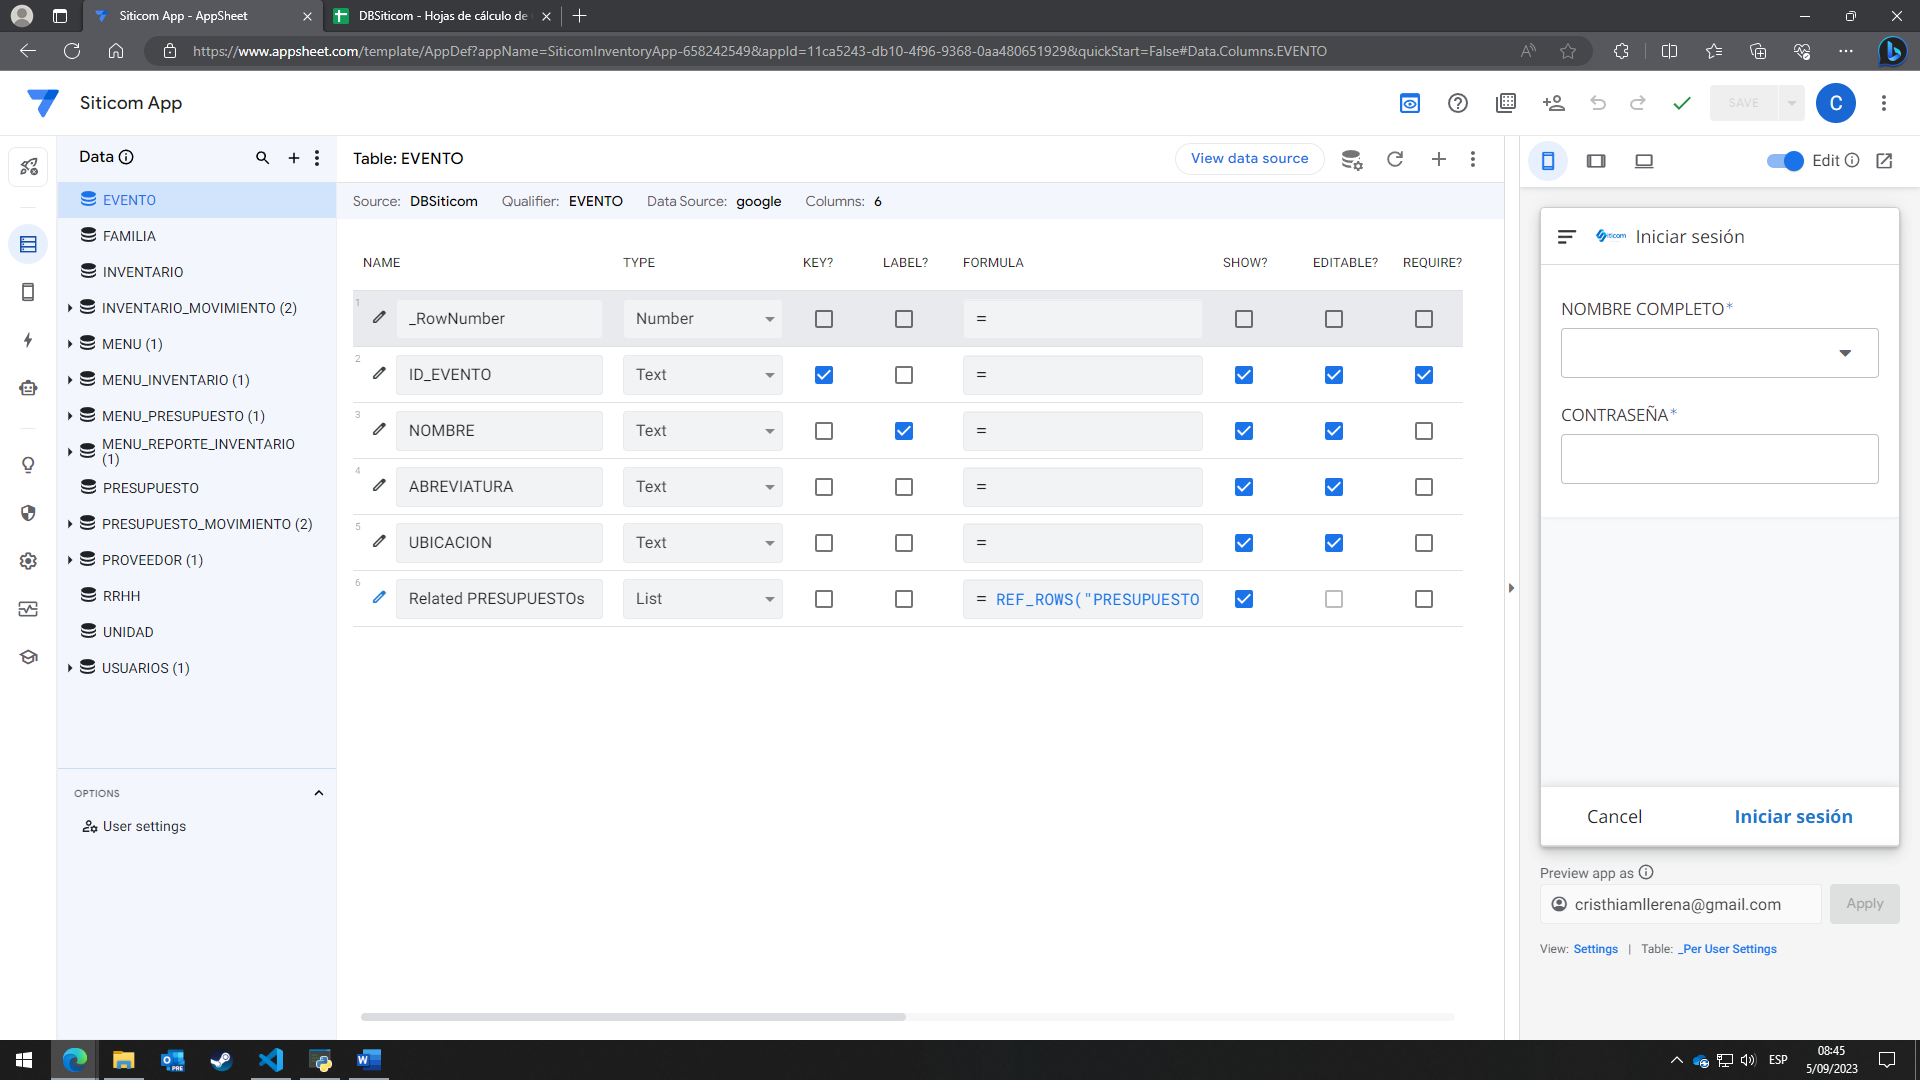 Siticom App - AppSheet
DBSiticom - Hojas de cálculo de
https://www.appsheet.com/template/AppDef?appName=SiticomInventoryApp-658242549&appId=11ca5243-db10-4f96-9368-0aa480651929&quickStart=False#Data.Columns.EVENTO
Siticom App
SAVE
C
Data
EVENTO
FAMILIA
INVENTARIO
INVENTARIO_MOVIMIENTO (2)
MENU (1)
MENU_INVENTARIO (1)
MENU_PRESUPUESTO (1)
MENU_REPORTE_INVENTARIO
(1)
PRESUPUESTO
PRESUPUESTO_MOVIMIENTO (2)
PROVEEDOR (1)
RRHH
UNIDAD
USUARIOS (1)
OPTIONS
User settings
Table: EVENTO
View data source
Source: DBSiticom Qualifier: EVENTO Data Source: google Columns: 6
NAME TYPE KEY? LABEL? FORMULA SHOW? EDITABLE? REQUIRE?
1 _RowNumber Number =
2 ID_EVENTO Text =
3 NOMBRE Text =
4 ABREVIATURA Text =
5 UBICACION Text =
6 Related PRESUPUESTOs List = REF_ROWS("PRESUPUESTO
Edit
Siticom Iniciar sesión
NOMBRE COMPLETO*
CONTRASEÑA*
Cancel Iniciar sesión
Preview app as
cristhiamllerena@gmail.com Apply
View: Settings | Table: _Per User Settings
ESP
08:45
5/09/2023